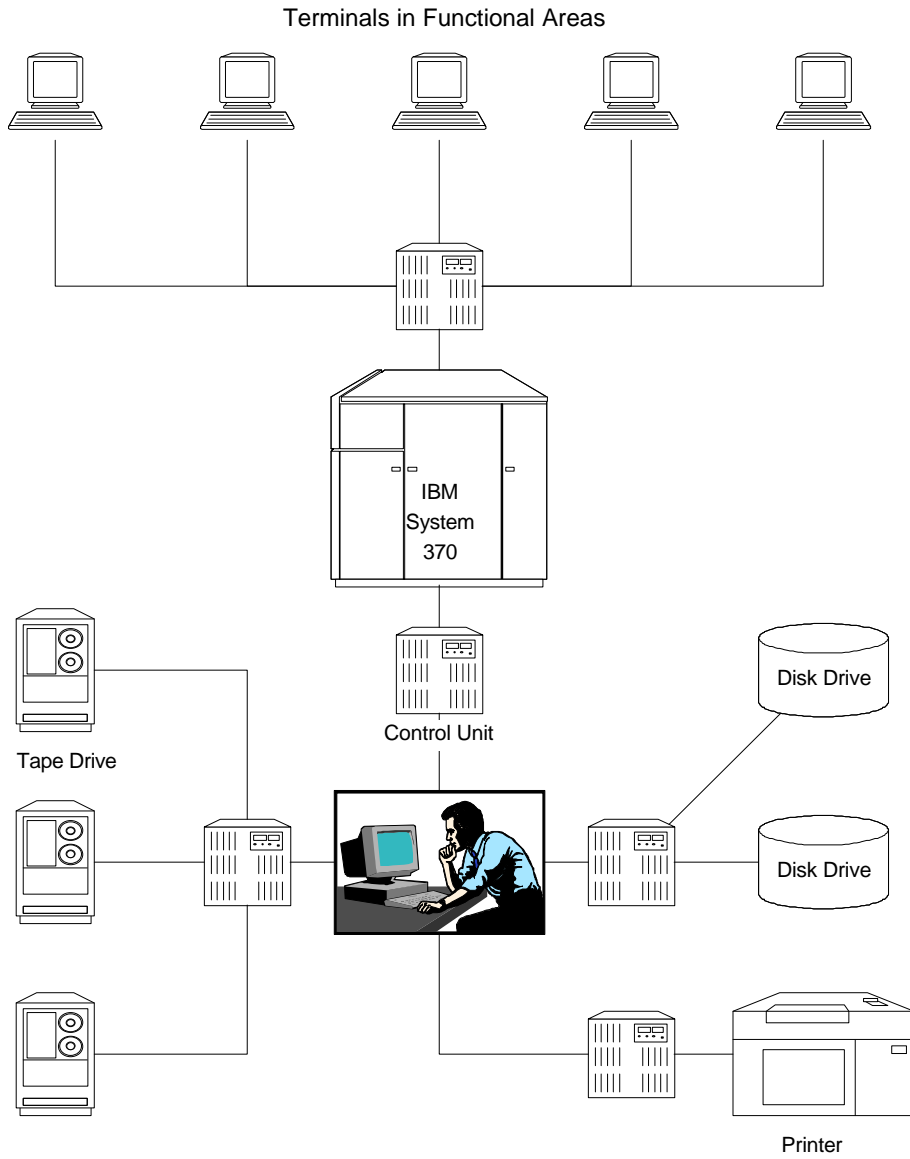 Terminals in Functional Areas
IBM
System
370
Control Unit
Disk Drive
Tape Drive
Disk Drive
Printer